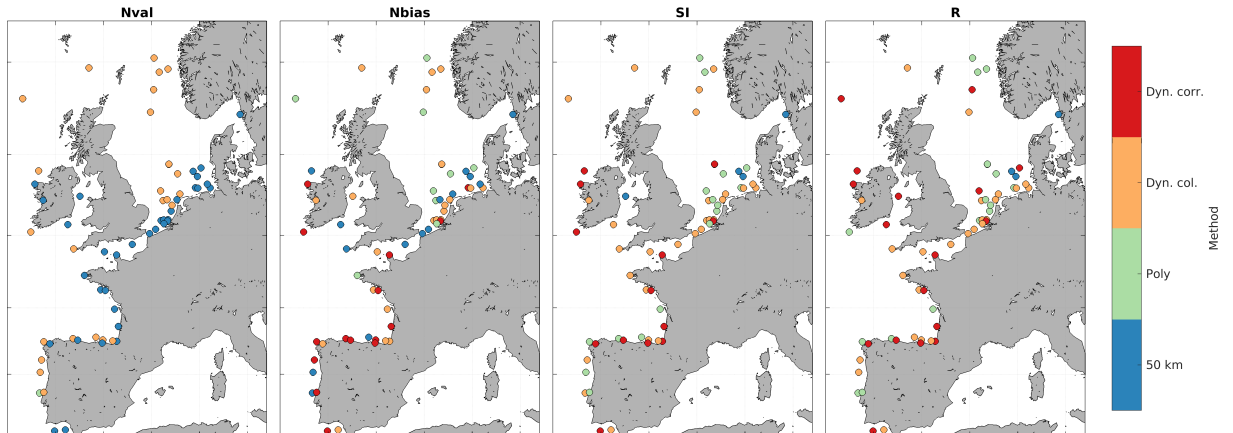 Nval
Nbias
SI
R
Dyn. corr.
Dyn. col.
Poly
50 km
Method